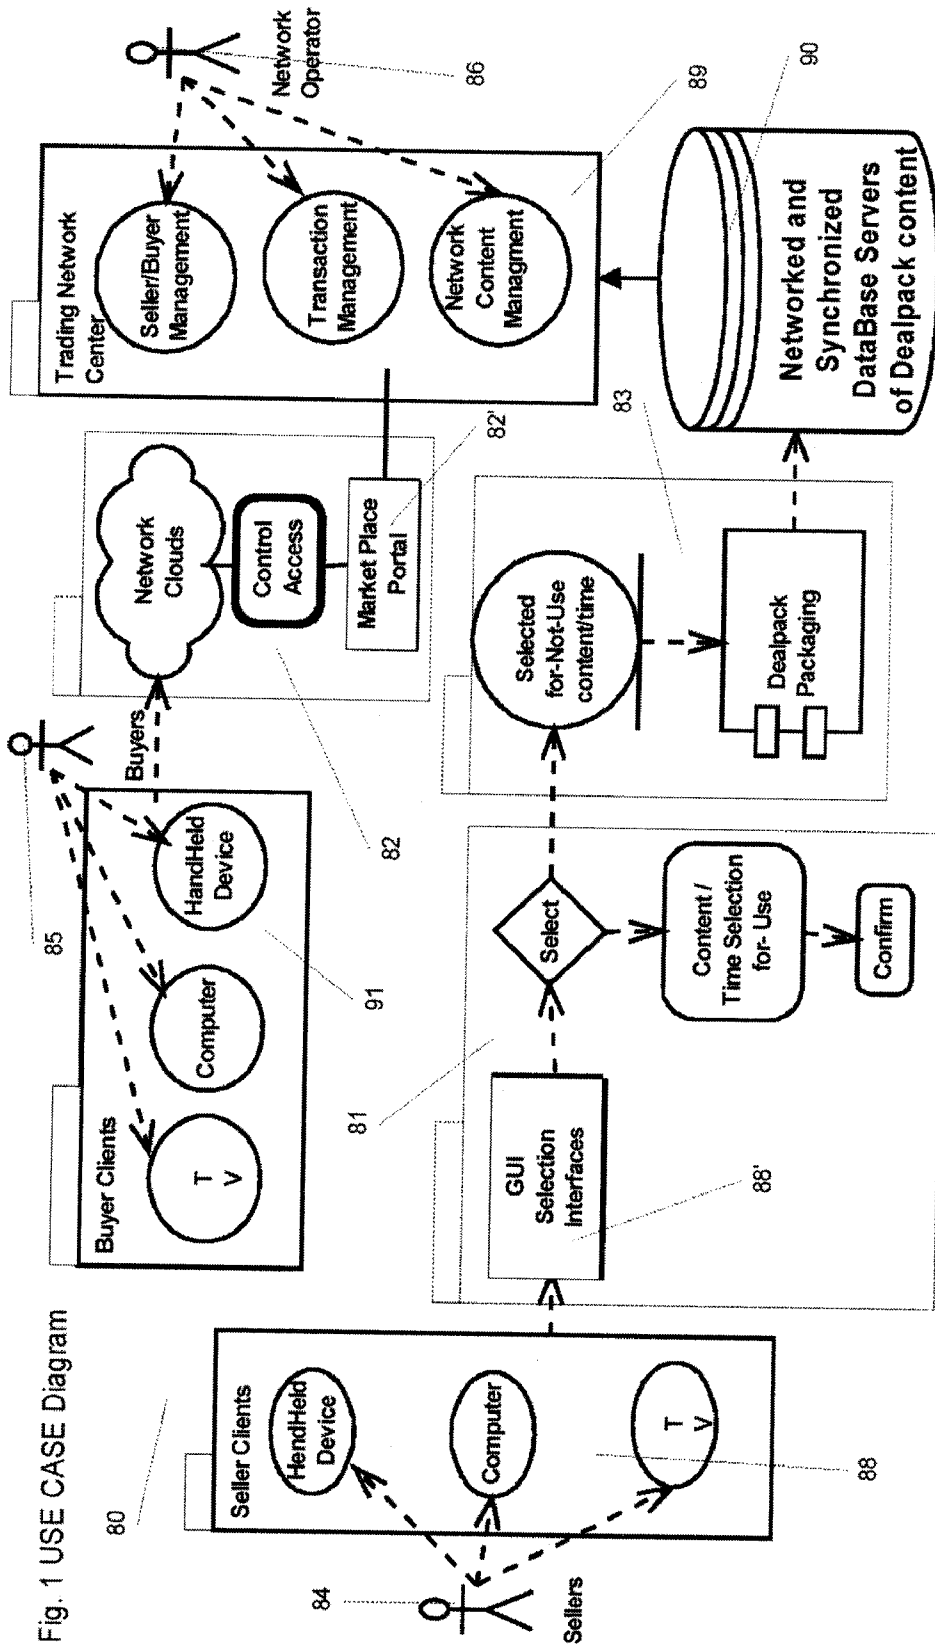 Fig. 1 USE CASE Diagram
80
84
Sellers
Seller Clients
HendHeld
Device
Computer
T
V
88
Buyer Clients
T
V
Computer
HandHeld
Device
91
85
Buyers
Network
Clouds
Control
Access
Market Place
Portal
82
82'
Trading Network
Center
Seller/Buyer
Management
Transaction
Management
Network
Content
Managment
Network
Operator
86
89
81
GUI
Selection
Interfaces
88'
Select
Content /
Time Selection
for- Use
Confirm
Selected
for-Not-Use
content/time
83
Dealpack
Packaging
Networked and
Synchronized
DataBase Servers
of Dealpack content
90